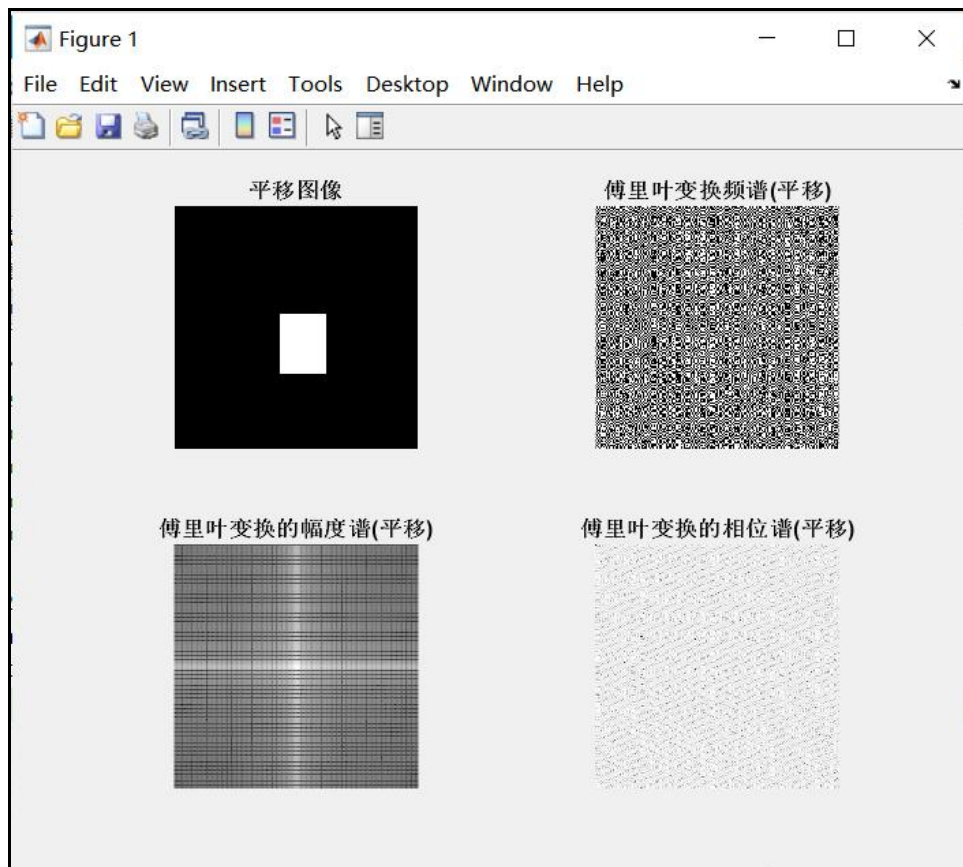 Figure 1
File Edit View Insert Tools Desktop Window Help
平移图像
傅里叶变换频谱(平移)
傅里叶变换的幅度谱(平移)
傅里叶变换的相位谱(平移)